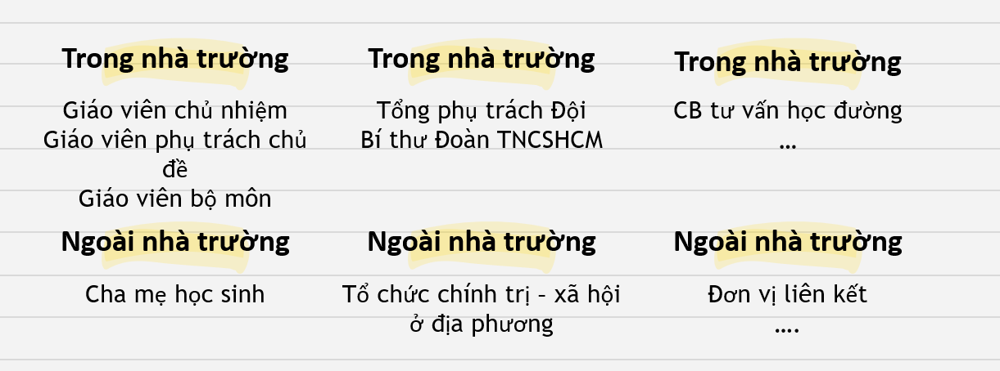 Trong nhà trường
Giáo viên chủ nhiệm
Giáo viên phụ trách chủ
đề
Giáo viên bộ môn
Trong nhà trường
Tổng phụ trách Đội
Bí thư Đoàn TNCSHCM
Trong nhà trường
CB tư vấn học đường
…
Ngoài nhà trường
Cha mẹ học sinh
Ngoài nhà trường
Tổ chức chính trị – xã hội
ở địa phương
Ngoài nhà trường
Đơn vị liên kết
….